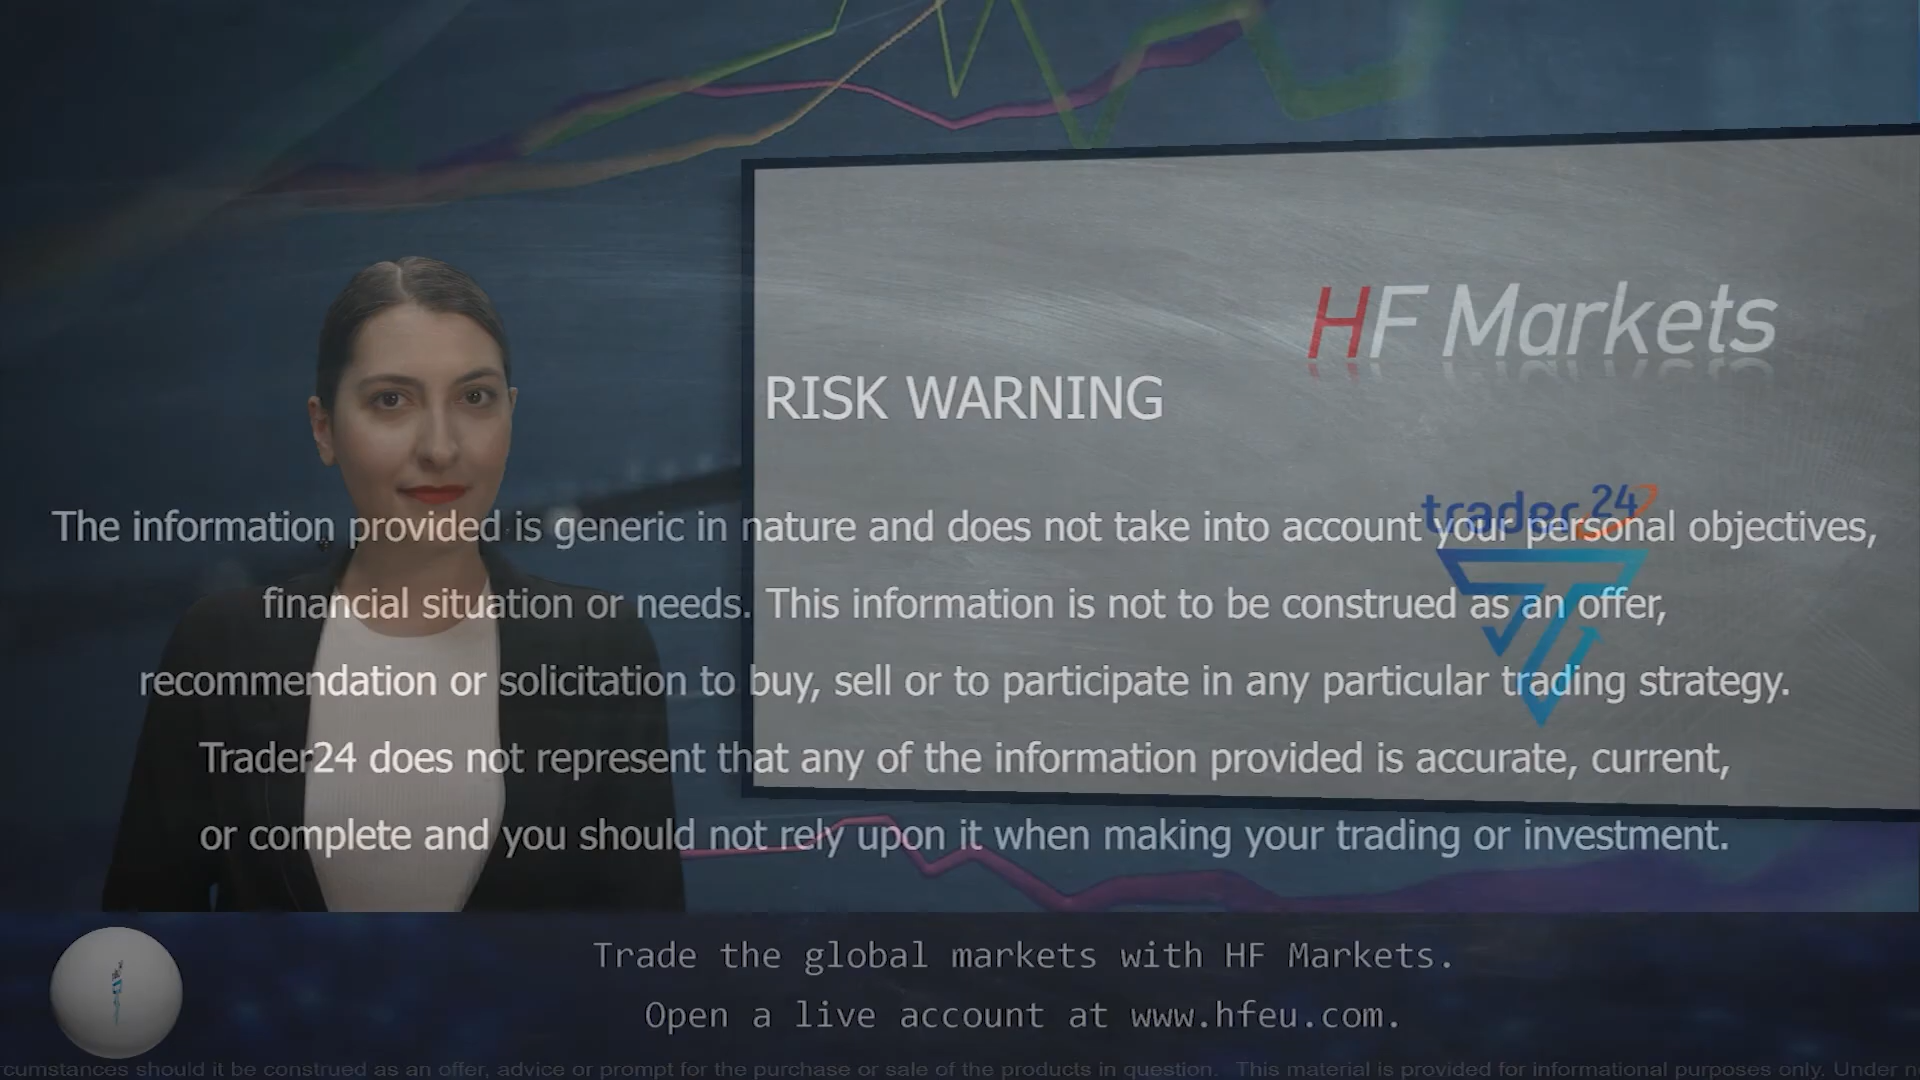 HF Markets
RISK WARNING
trader 24
The information provided is generic in nature and does not take into account your personal objectives,
financial situation or needs. This information is not to be construed as an offer,
recommendation or solicitation to buy, sell or to participate in any particular trading strategy.
Trader24 does not represent that any of the information provided is accurate, current,
or complete and you should not rely upon it when making your trading or investment.
Trade the global markets with HF Markets.
Open a live account at www.hfeu.com.
should it be construed as an offer, advice or prompt for the purchase or sale of the products in question. This material is provided for informational purposes only. Under